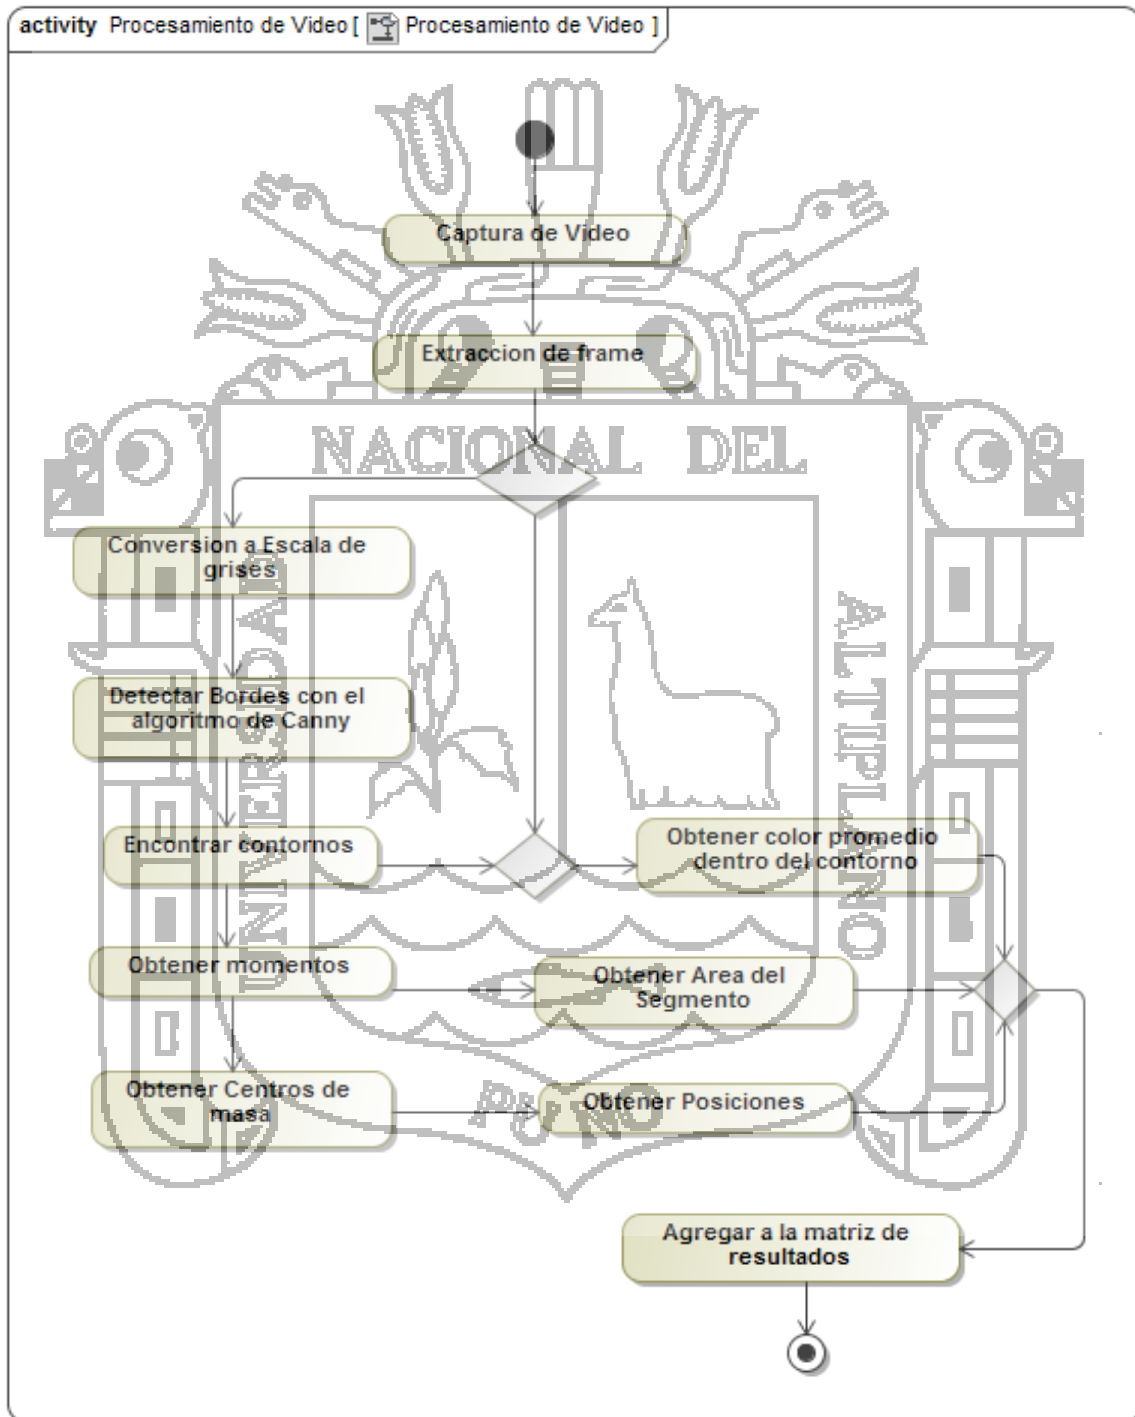 activity Procesamiento de Video [ Procesamiento de Video ]
Captura de Video
Extraccion de frame
NACIONAL DEL
Conversion a Escala de
grises
UNIVERSIDAD
ALTIPLANO
Detectar Bordes con el
algoritmo de Canny
Encontrar contornos
Obtener color promedio
dentro del contorno
Obtener momentos
Obtener Area del
Segmento
Obtener Centros de
masa
Obtener Posiciones
PUNO
Agregar a la matriz de
resultados